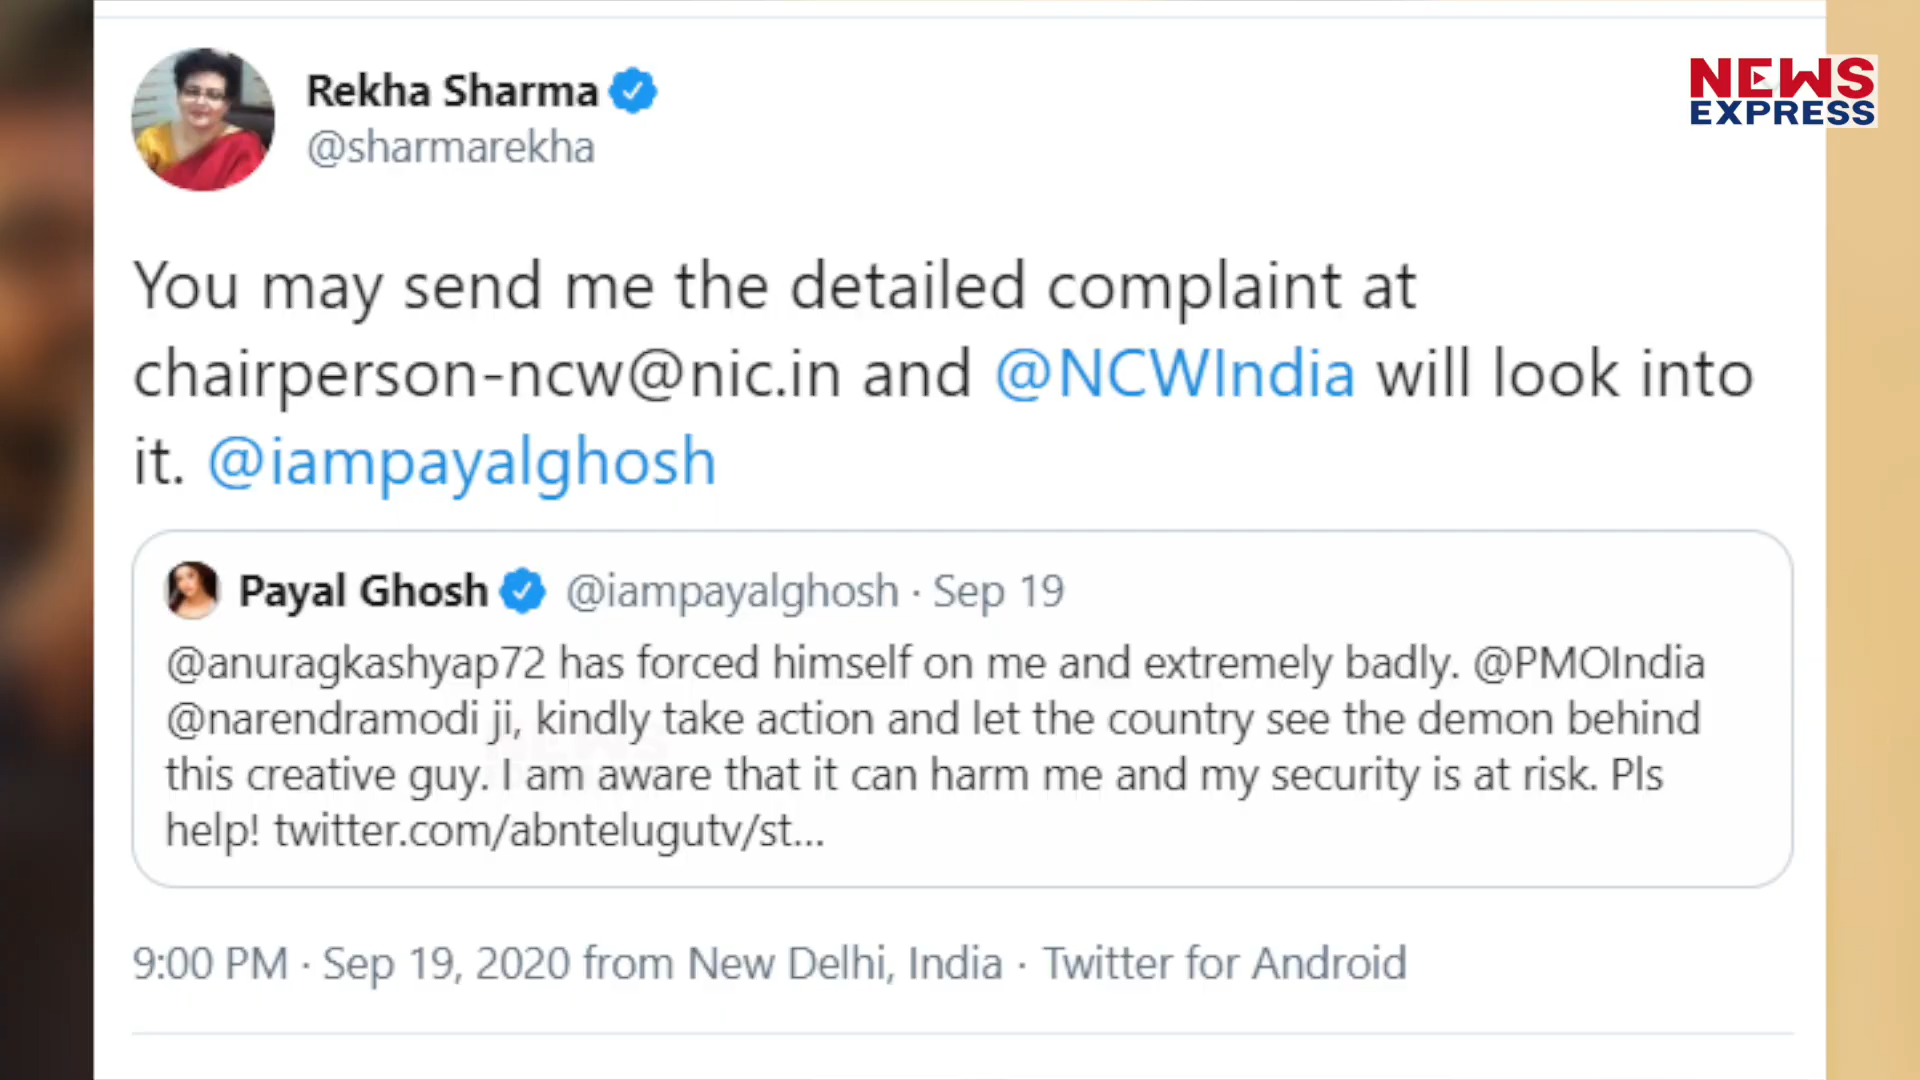 NEWS
EXPRESS
Rekha Sharma
@sharmarekha
You may send me the detailed complaint at
chairperson-ncw@nic.in and @NCWIndia will look into
it. @iampayalghosh
Payal Ghosh @iampayalghosh · Sep 19
@anuragkashyap72 has forced himself on me and extremely badly. @PMOIndia
@narendramodi ji, kindly take action and let the country see the demon behind
this creative guy. I am aware that it can harm me and my security is at risk. Pls
help! twitter.com/abntelugutv/st...
9:00 PM · Sep 19, 2020 from New Delhi, India · Twitter for Android